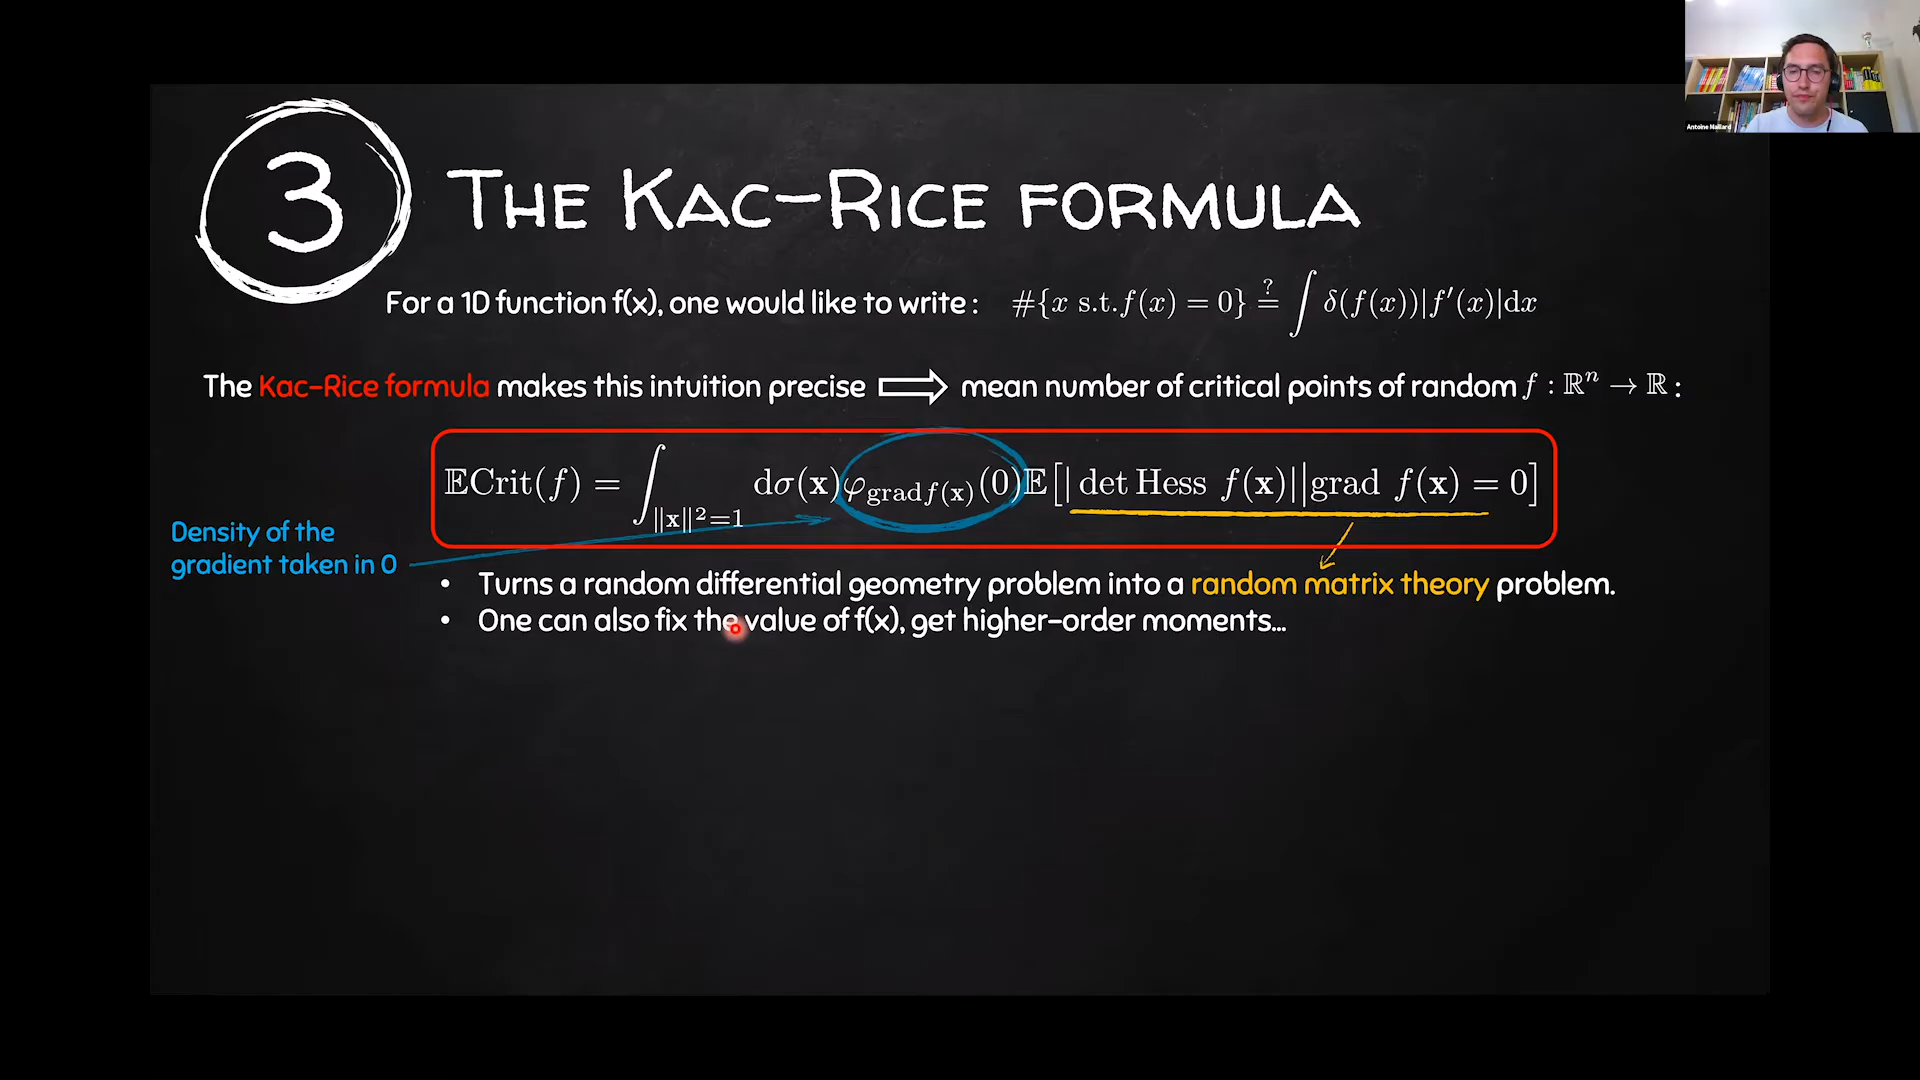 Antoine Maillard
3
THE KAC-RICE FORMULA
For a 1D function f(x), one would like to write : #{x s.t.f(x) = 0} ?= ∫ δ(f(x))|f′(x)|dx
The Kac-Rice formula makes this intuition precise ⟹ mean number of critical points of random f : ℝⁿ → ℝ :
𝔼Crit(f) = ∫_{‖𝐱‖²=1} dσ(𝐱)φ_{grad f(𝐱)}(0)𝔼[| det Hess f(𝐱)||grad f(𝐱) = 0]
Density of the
gradient taken in 0
• Turns a random differential geometry problem into a random matrix theory problem.
• One can also fix the value of f(x), get higher-order moments...